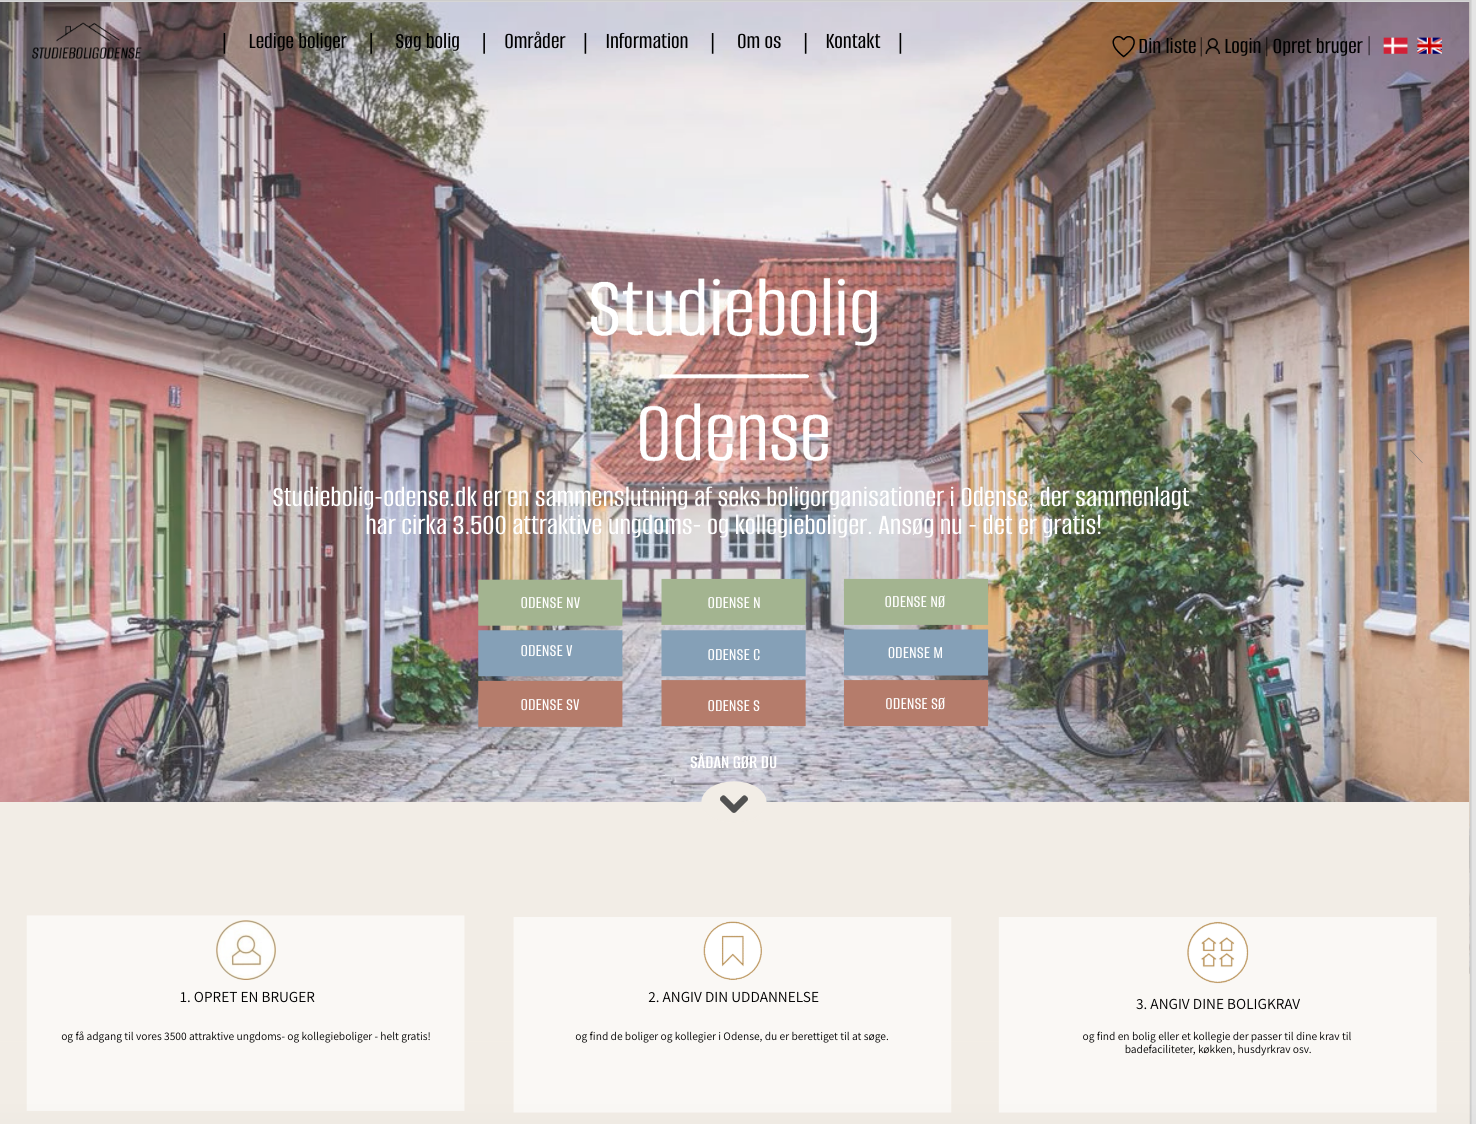 STUDIEBOLIGODENSE
| Ledige boliger | Søg bolig | Områder | Information | Om os | Kontakt |
Din liste | Login | Opret bruger |
Studiebolig
Odense
Studiebolig-odense.dk er en sammenslutning af seks boligorganisationer i Odense, der sammenlagt
har cirka 3.500 attraktive ungdoms- og kollegieboliger. Ansøg nu - det er gratis!
ODENSE NV ODENSE N ODENSE NØ
ODENSE V ODENSE C ODENSE M
ODENSE SV ODENSE S ODENSE SØ
SÅDAN GØR DU
1. OPRET EN BRUGER
og få adgang til vores 3500 attraktive ungdoms- og kollegieboliger - helt gratis!
2. ANGIV DIN UDDANNELSE
og find de boliger og kollegier i Odense, du er berettiget til at søge.
3. ANGIV DINE BOLIGKRAV
og find en bolig eller et kollegie der passer til dine krav til
badefaciliteter, køkken, husdyrkrav osv.